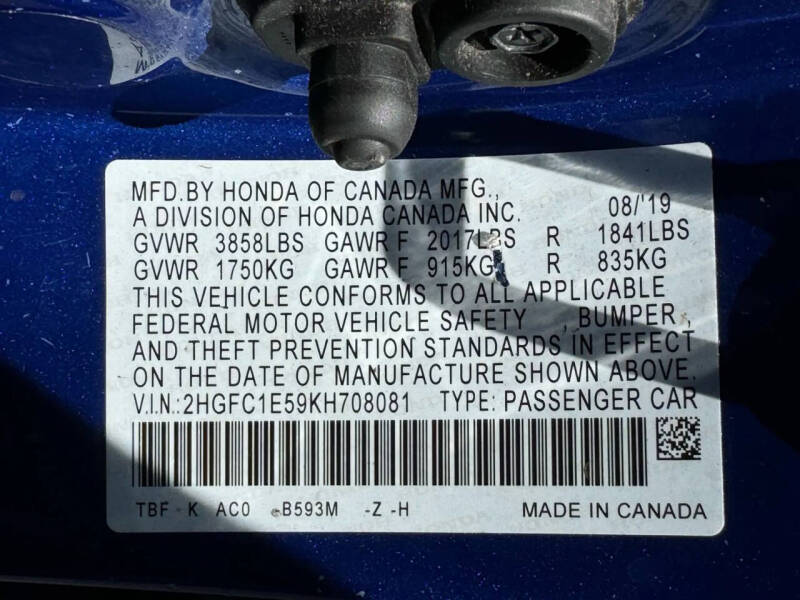 MFD.BY HONDA OF CANADA MFG.,
A DIVISION OF HONDA CANADA INC. 08/'19
GVWR 3858LBS GAWR F 2017LBS R 1841LBS
GVWR 1750KG GAWR F 915KG R 835KG
THIS VEHICLE CONFORMS TO ALL APPLICABLE
FEDERAL MOTOR VEHICLE SAFETY , BUMPER,
AND THEFT PREVENTION STANDARDS IN EFFECT
ON THE DATE OF MANUFACTURE SHOWN ABOVE.
V.I.N.:2HGFC1E59KH708081 TYPE: PASSENGER CAR
TBF - K AC0 -B593M -Z -H MADE IN CANADA